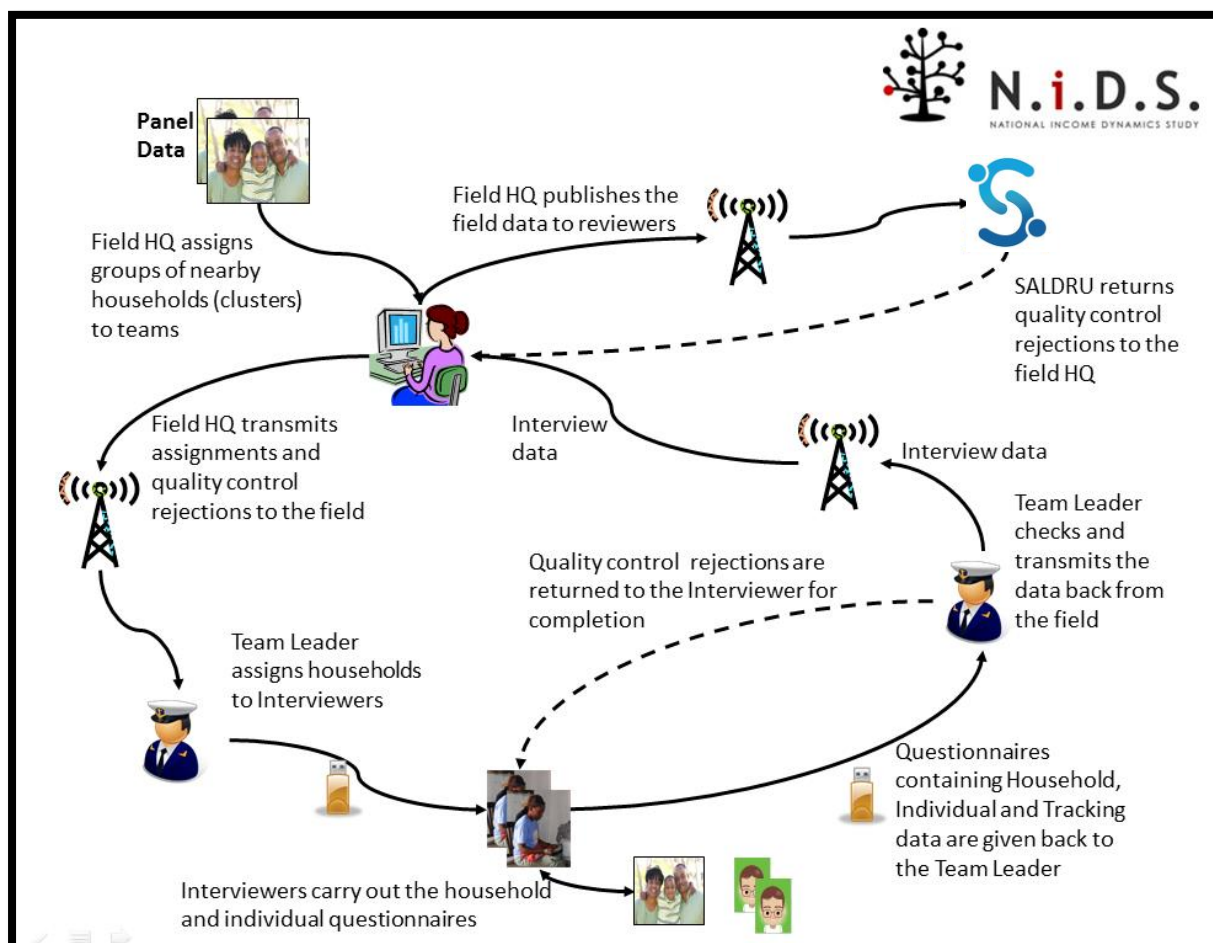 N.i.D.S.
NATIONAL INCOME DYNAMICS STUDY
Panel
Data
Field HQ publishes the
field data to reviewers
Field HQ assigns
groups of nearby
households (clusters)
to teams
SALDRU returns
quality control
rejections to the
field HQ
Field HQ transmits
assignments and
quality control
rejections to the field
Interview
data
Interview data
Team Leader
checks and
transmits the
data back from
the field
Quality control rejections are
returned to the Interviewer for
completion
Team Leader
assigns households
to Interviewers
Questionnaires
containing Household,
Individual and Tracking
data are given back to
the Team Leader
Interviewers carry out the household
and individual questionnaires